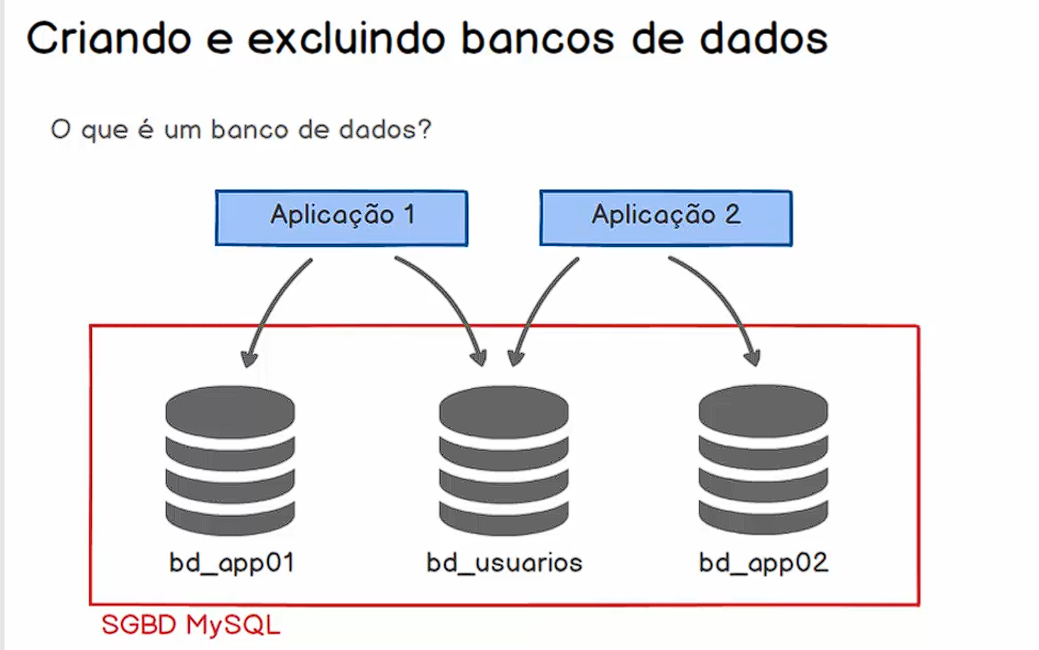 Criando e excluindo bancos de dados
O que é um banco de dados?
Aplicação 1
Aplicação 2
bd_app01
bd_usuarios
bd_app02
SGBD MySQL